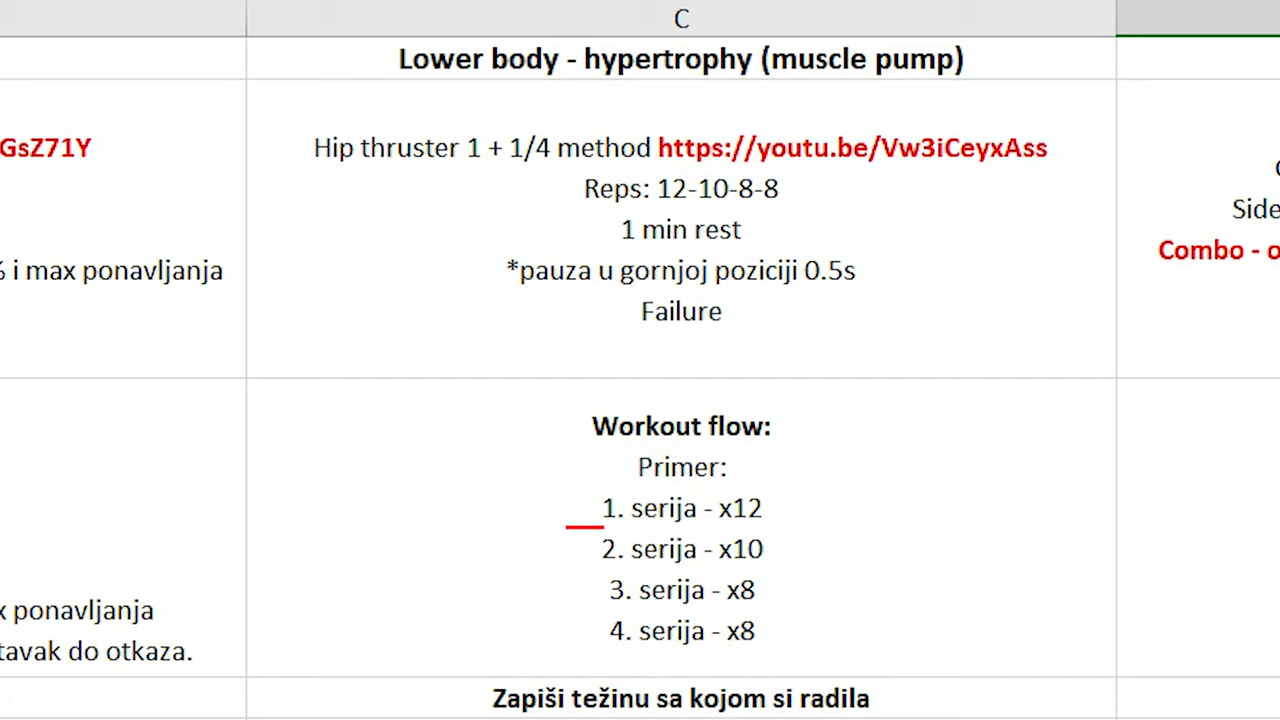 C
Lower body - hypertrophy (muscle pump)
GsZ71Y
i max ponavljanja
Hip thruster 1 + 1/4 method https://youtu.be/Vw3iCeyxAss
Reps: 12-10-8-8
1 min rest
*pauza u gornjoj poziciji 0.5s
Failure
Side
Combo - o
Workout flow:
Primer:
1. serija - x12
2. serija - x10
3. serija - x8
4. serija - x8
x ponavljanja
tavak do otkaza.
Zapiši težinu sa kojom si radila